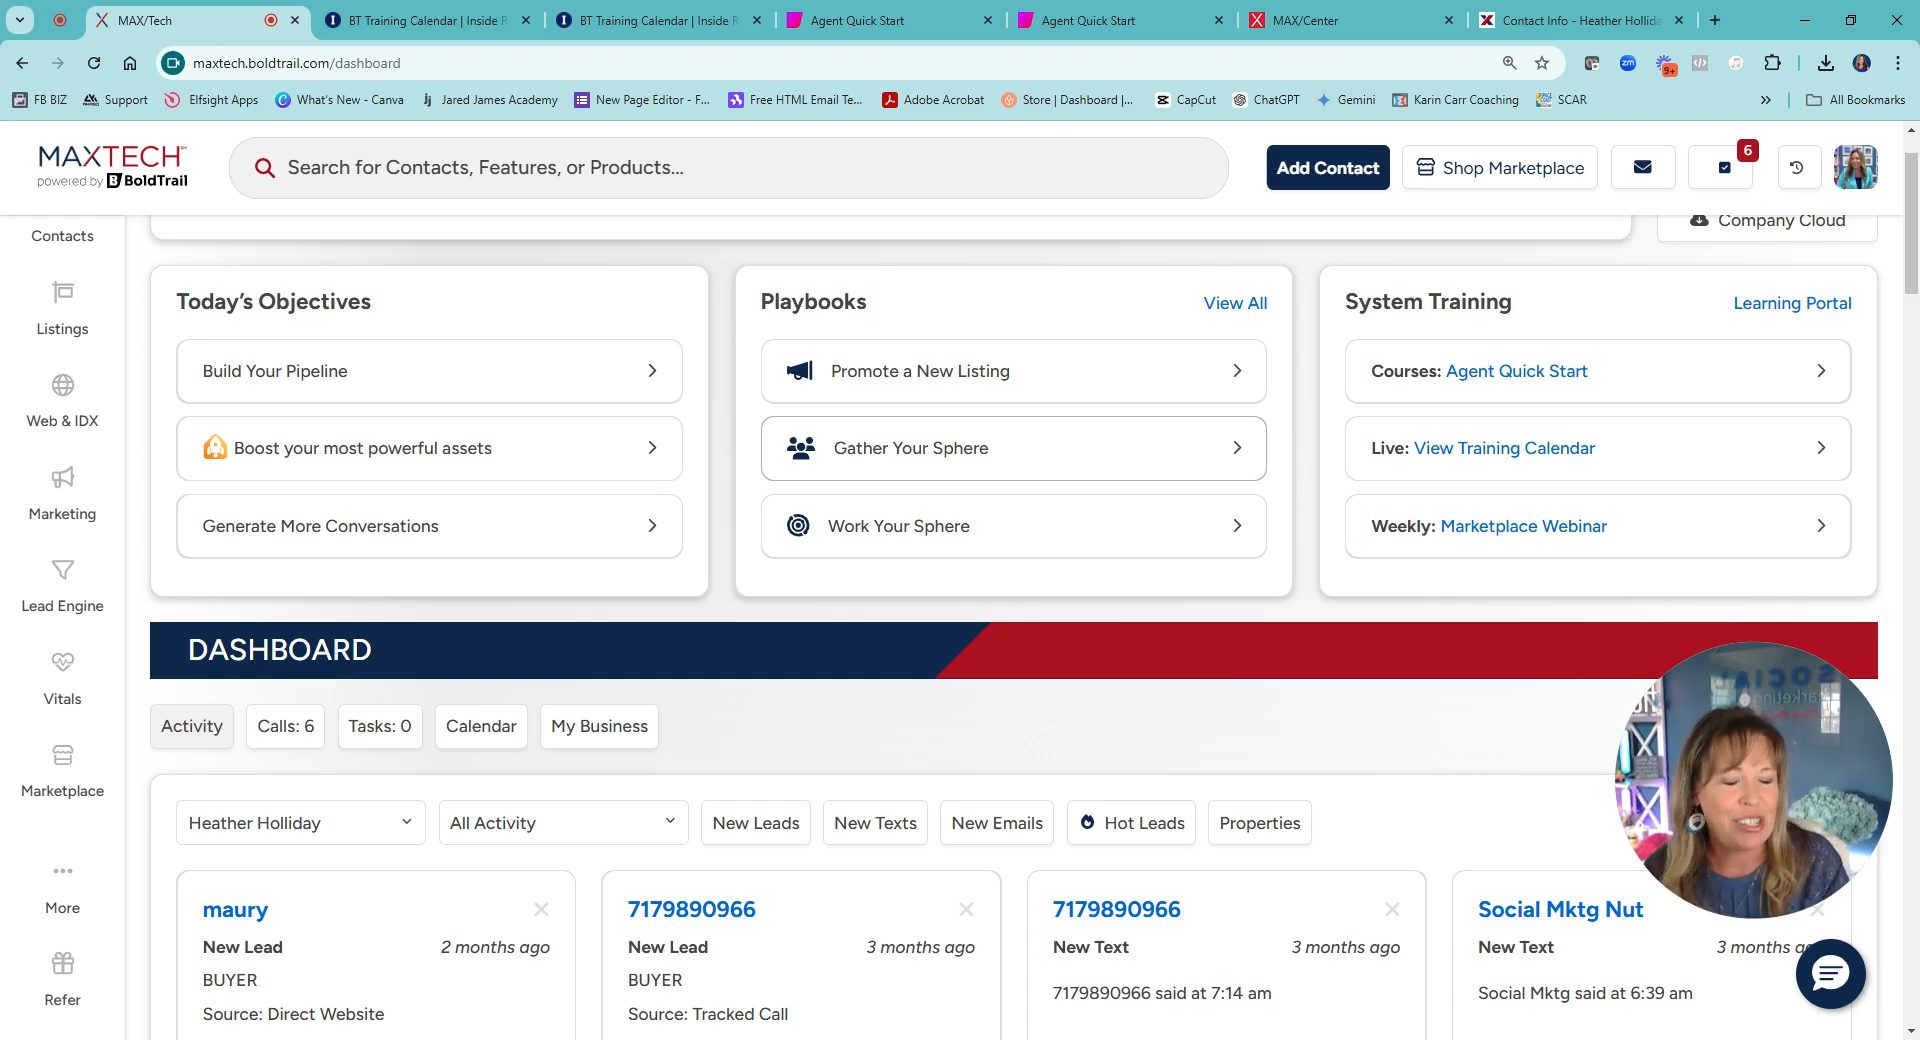 MAX/Tech
BT Training Calendar | Inside R
BT Training Calendar | Inside R
Agent Quick Start
Agent Quick Start
MAX/Center
Contact Info - Heather Hollida
maxtech.boldtrail.com/dashboard
zm
9+
FB BIZ
Support
Elfsight Apps
What's New - Canva
Jared James Academy
New Page Editor - F...
Free HTML Email Te...
Adobe Acrobat
Store | Dashboard |...
CapCut
ChatGPT
Gemini
Karin Carr Coaching
SCAR
»
All Bookmarks
MAXTECH
powered by BoldTrail
Search for Contacts, Features, or Products...
Add Contact
Shop Marketplace
6
Company Cloud
Contacts
Listings
Web & IDX
Marketing
Lead Engine
Vitals
Marketplace
More
Refer
Today's Objectives
Build Your Pipeline
Boost your most powerful assets
Generate More Conversations
Playbooks
View All
Promote a New Listing
Gather Your Sphere
Work Your Sphere
System Training
Learning Portal
Courses: Agent Quick Start
Live: View Training Calendar
Weekly: Marketplace Webinar
DASHBOARD
Activity
Calls: 6
Tasks: 0
Calendar
My Business
Heather Holliday
All Activity
New Leads
New Texts
New Emails
Hot Leads
Properties
maury
New Lead
2 months ago
BUYER
Source: Direct Website
7179890966
New Lead
3 months ago
BUYER
Source: Tracked Call
7179890966
New Text
3 months ago
7179890966 said at 7:14 am
Social Mktg Nut
New Text
3 months ago
Social Mktg said at 6:39 am